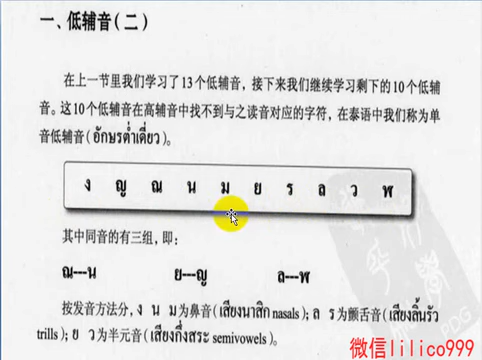 一、低辅音（二）
在上一节里我们学习了13个低辅音，接下来我们继续学习剩下的10个低辅
音。这10个低辅音在高辅音中找不到与之读音对应的字符，在泰语中我们称为单
音低辅音（อักษรต่ำเดี่ยว）。
ง ญ ณ น ม ย ร ล ว ฬ
其中同音的有三组，即：
ณ---น ย---ญ ล---ฬ
按发音方法分，ง น ม为鼻音（เสียงนาสิก nasals）；ล ร为颤舌音（เสียงลิ้นรัว
trills）；ย ว为半元音（เสียงกึ่งสระ semivowels）。
PDG
微信lilico999